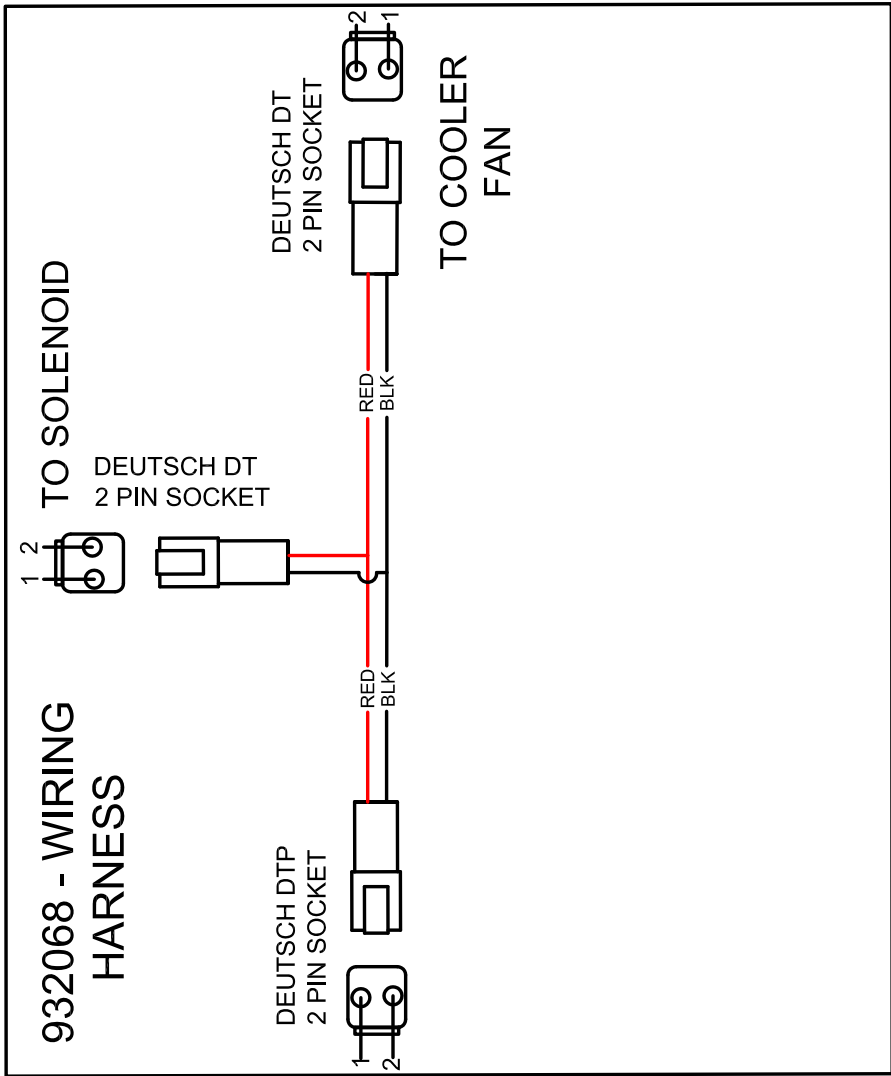 932068 - WIRING
HARNESS
TO SOLENOID
DEUTSCH DT
2 PIN SOCKET
1
2
DEUTSCH DTP
2 PIN SOCKET
1
2
RED
BLK
RED
BLK
DEUTSCH DT
2 PIN SOCKET
2
1
TO COOLER
FAN